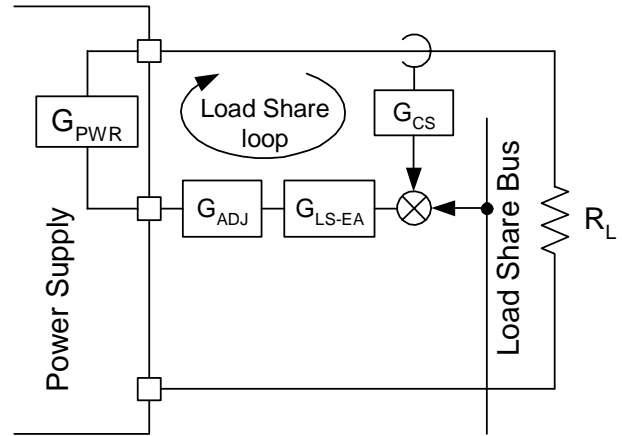 Load Share
loop
G_PWR
G_CS
G_ADJ
G_LS-EA
R_L
Power Supply
Load Share Bus